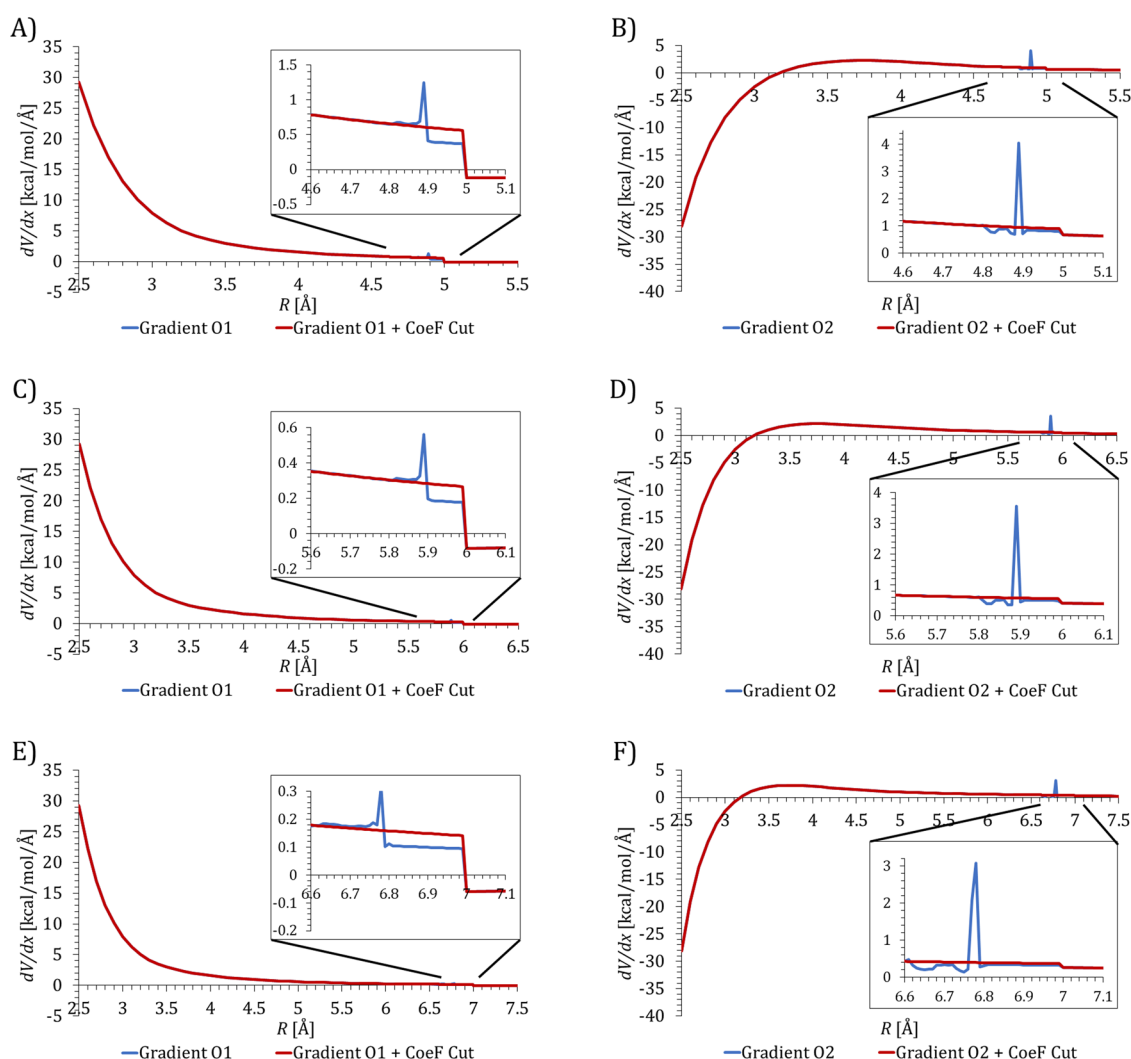 A)
dV/dx [kcal/mol/Å]
35
30
25
20
15
10
5
0
-5
2.5 3 3.5 4 4.5 5 5.5
R [Å]
1.5
1
0.5
0
-0.5
4.6 4.7 4.8 4.9 5 5.1
Gradient O1 Gradient O1 + CoeF Cut
B)
dV/dx [kcal/mol/Å]
5
0
-5
-10
-15
-20
-25
-30
-35
-40
2.5 3 3.5 4 4.5 5 5.5
R [Å]
4
3
2
1
0
4.6 4.7 4.8 4.9 5 5.1
Gradient O2 Gradient O2 + CoeF Cut
C)
dV/dx [kcal/mol/Å]
35
30
25
20
15
10
5
0
-5
2.5 3 3.5 4 4.5 5 5.5 6 6.5
R [Å]
0.6
0.4
0.2
0
-0.2
5.6 5.7 5.8 5.9 6 6.1
Gradient O1 Gradient O1 + CoeF Cut
D)
dV/dx [kcal/mol/Å]
5
0
-5
-10
-15
-20
-25
-30
-35
-40
2.5 3 3.5 4 4.5 5 5.5 6 6.5
R [Å]
4
3
2
1
0
5.6 5.7 5.8 5.9 6 6.1
Gradient O2 Gradient O2 + CoeF Cut
E)
dV/dx [kcal/mol/Å]
35
30
25
20
15
10
5
0
-5
2.5 3 3.5 4 4.5 5 5.5 6 6.5 7 7.5
R [Å]
0.3
0.2
0.1
0
-0.1
-0.2
6.6 6.7 6.8 6.9 7 7.1
Gradient O1 Gradient O1 + CoeF Cut
F)
dV/dx [kcal/mol/Å]
5
0
-5
-10
-15
-20
-25
-30
-35
-40
2.5 3 3.5 4 4.5 5 5.5 6 6.5 7 7.5
R [Å]
3
2
1
0
6.6 6.7 6.8 6.9 7 7.1
Gradient O2 Gradient O2 + CoeF Cut